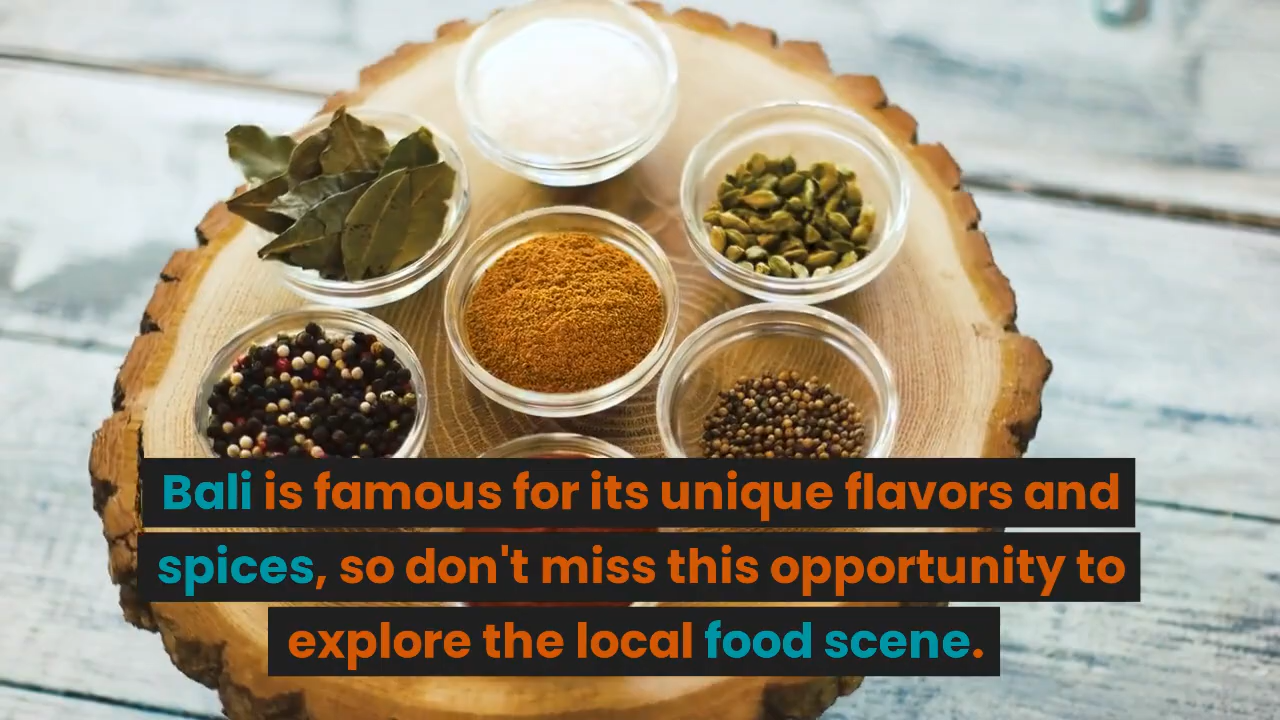 Bali is famous for its unique flavors and
spices, so don't miss this opportunity to
explore the local food scene.